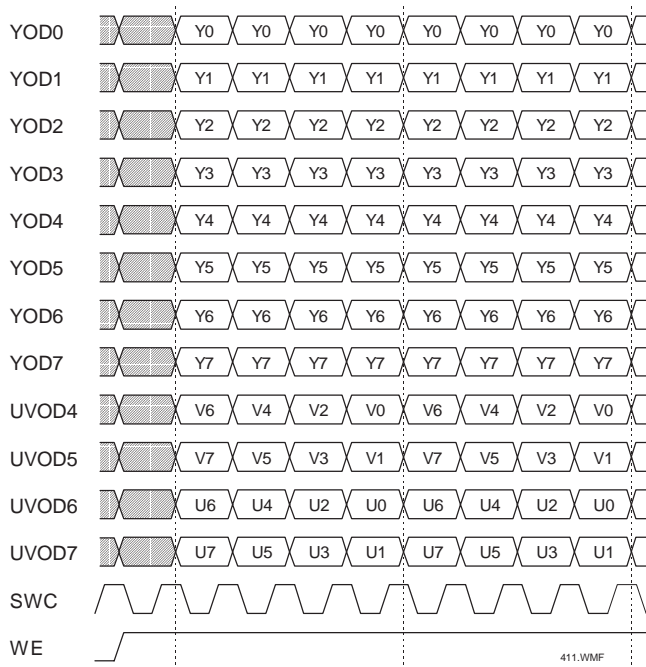 YOD0 Y0 Y0 Y0 Y0 Y0 Y0 Y0 Y0
YOD1 Y1 Y1 Y1 Y1 Y1 Y1 Y1 Y1
YOD2 Y2 Y2 Y2 Y2 Y2 Y2 Y2 Y2
YOD3 Y3 Y3 Y3 Y3 Y3 Y3 Y3 Y3
YOD4 Y4 Y4 Y4 Y4 Y4 Y4 Y4 Y4
YOD5 Y5 Y5 Y5 Y5 Y5 Y5 Y5 Y5
YOD6 Y6 Y6 Y6 Y6 Y6 Y6 Y6 Y6
YOD7 Y7 Y7 Y7 Y7 Y7 Y7 Y7 Y7
UVOD4 V6 V4 V2 V0 V6 V4 V2 V0
UVOD5 V7 V5 V3 V1 V7 V5 V3 V1
UVOD6 U6 U4 U2 U0 U6 U4 U2 U0
UVOD7 U7 U5 U3 U1 U7 U5 U3 U1
SWC
WE
411.WMF